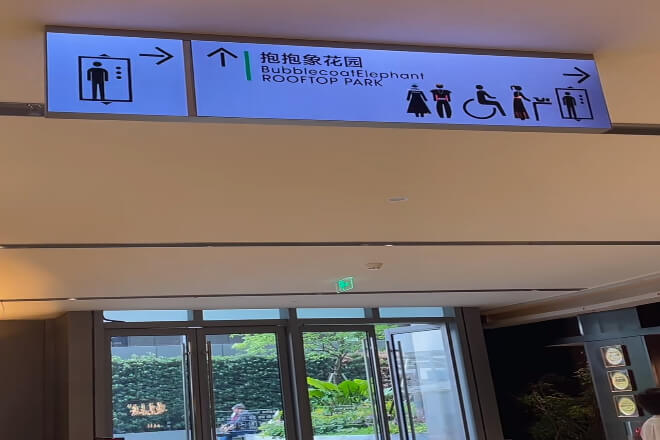 抱抱象花园
BubblecoatElephant
ROOFTOP PARK